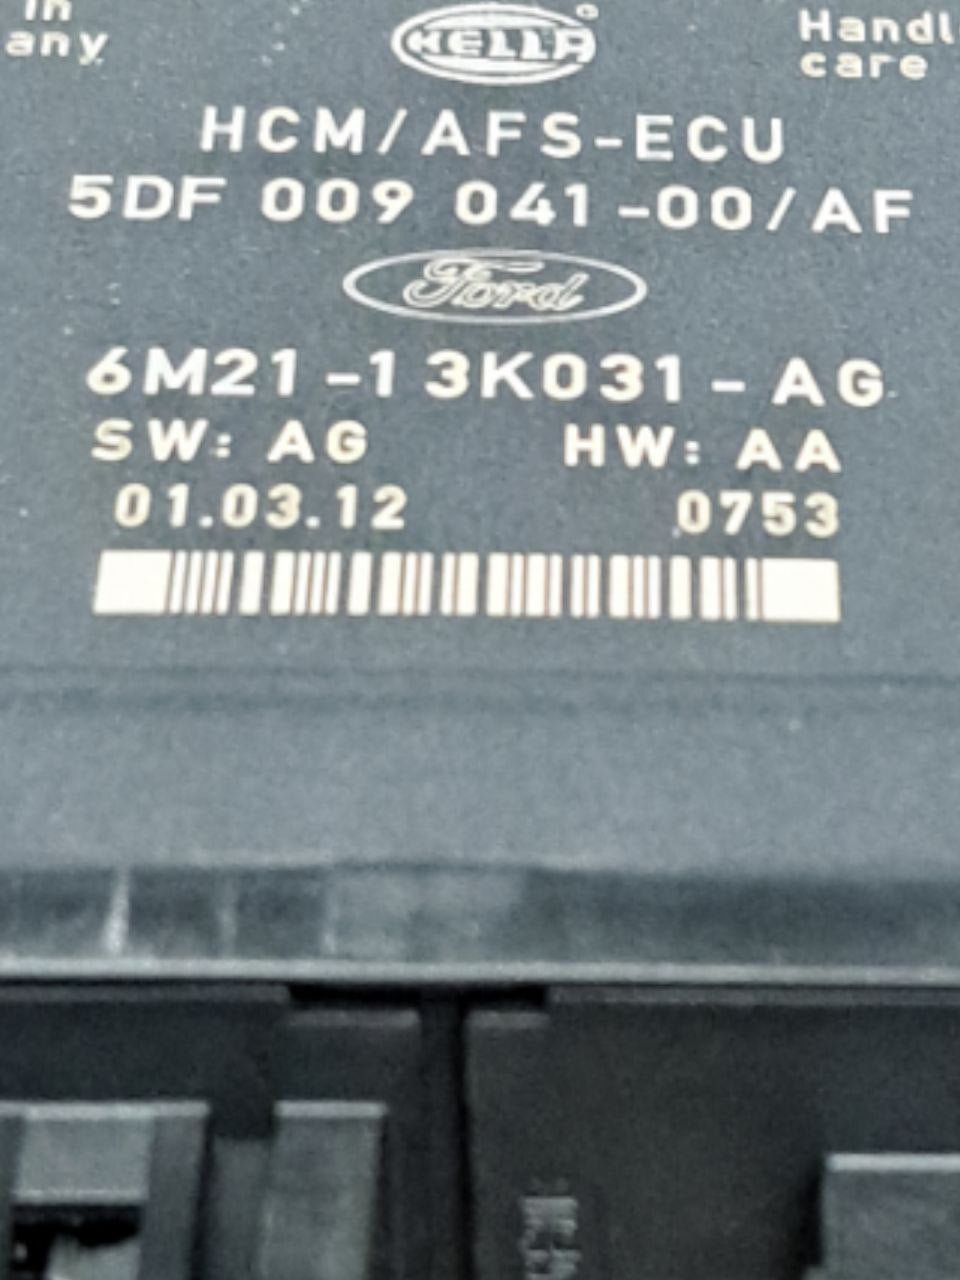 in
any
HELLA
Handl
care
HCM/AFS-ECU
5DF 009 041-00/AF
Ford
6M21-13K031-AG
SW: AG HW: AA
01.03.12 0753